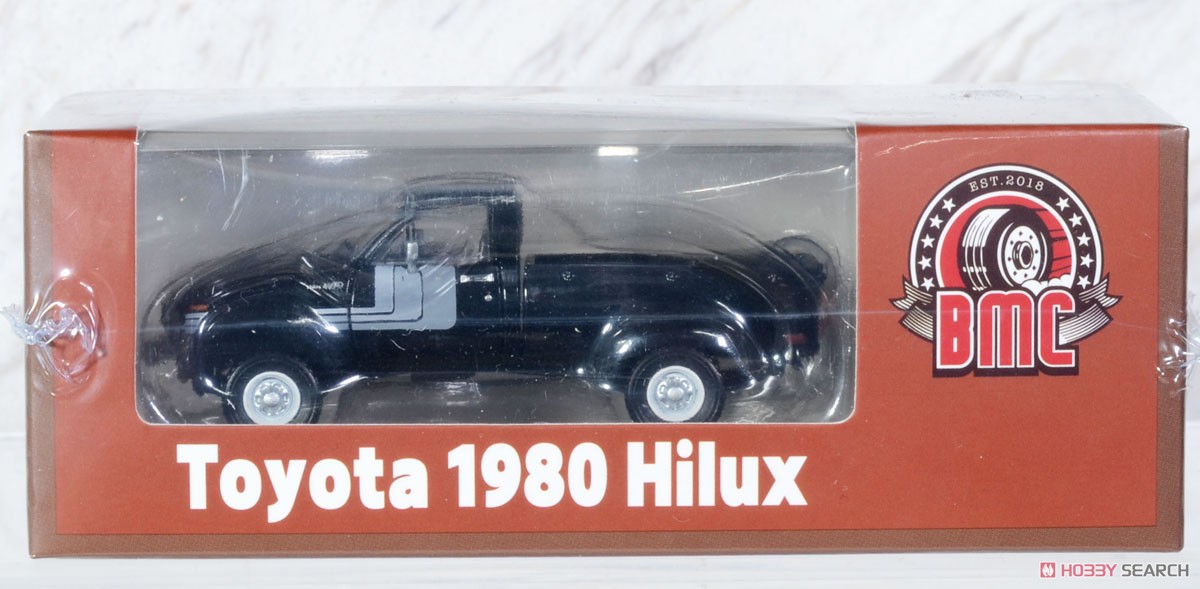 EST.2018
BMC
Toyota 1980 Hilux
HOBBY SEARCH